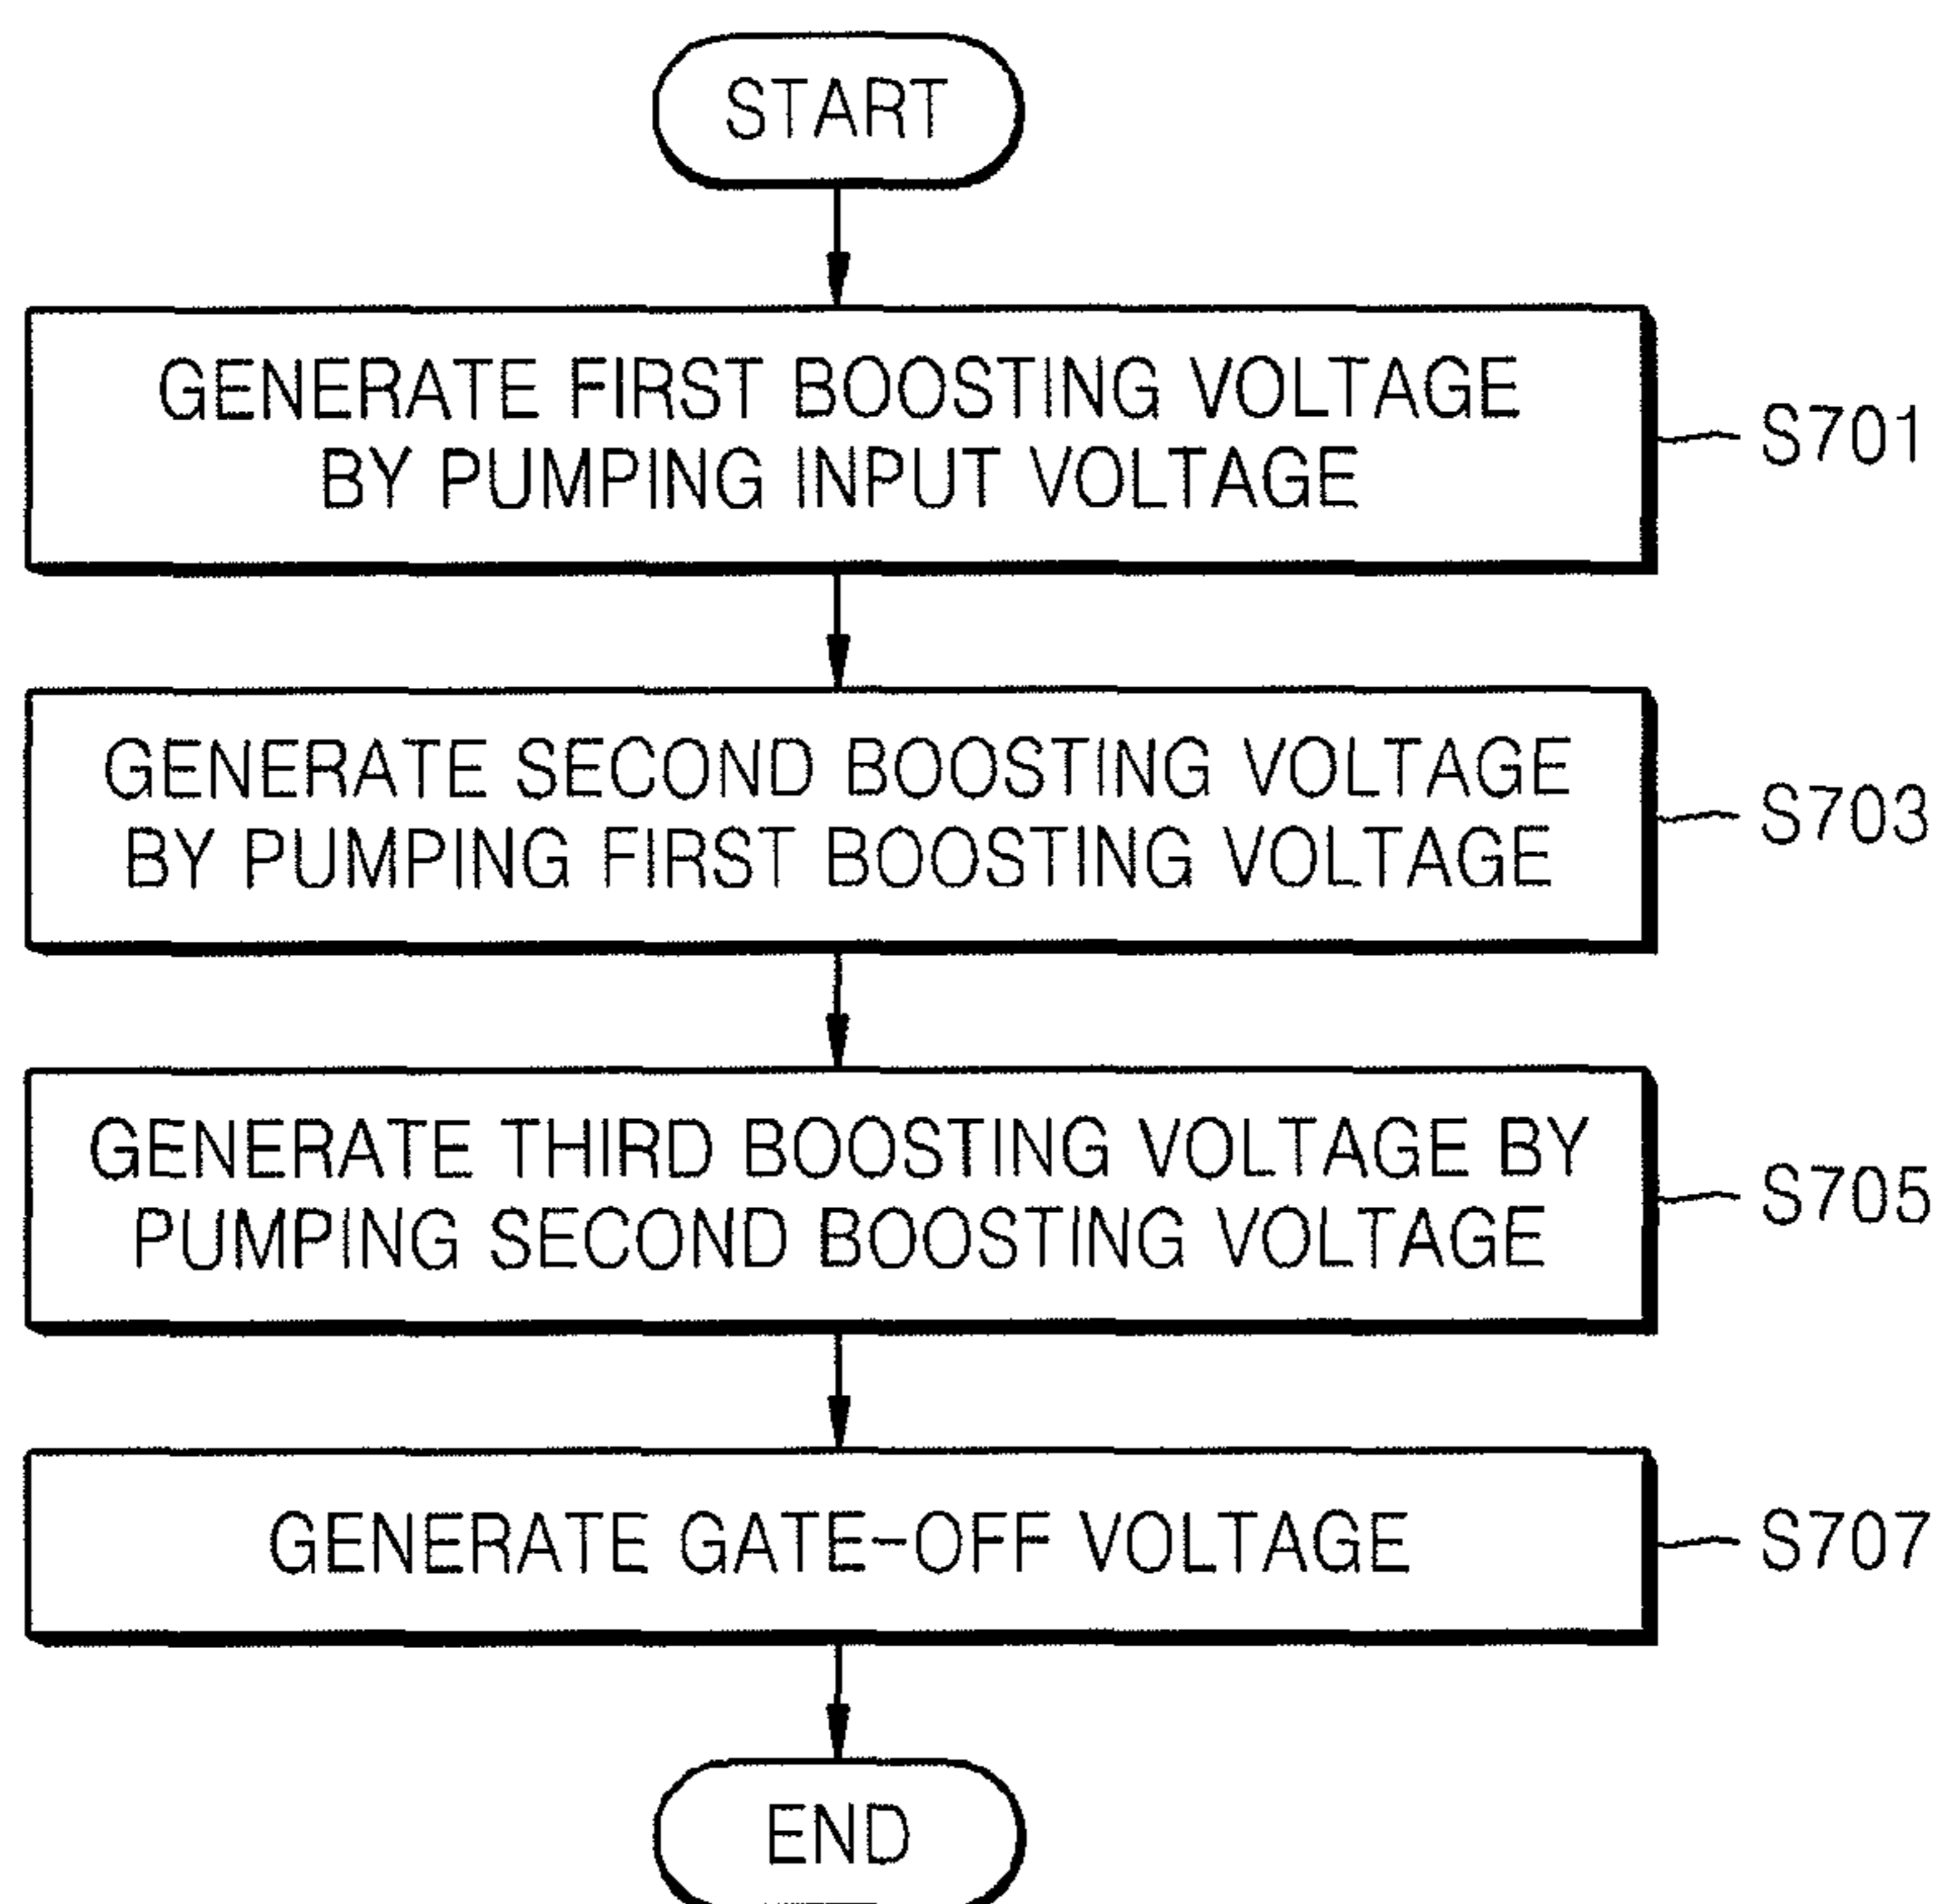 START
GENERATE FIRST BOOSTING VOLTAGE
BY PUMPING INPUT VOLTAGE
S701
GENERATE SECOND BOOSTING VOLTAGE
BY PUMPING FIRST BOOSTING VOLTAGE
S703
GENERATE THIRD BOOSTING VOLTAGE BY
PUMPING SECOND BOOSTING VOLTAGE
S705
GENERATE GATE-OFF VOLTAGE
S707
END